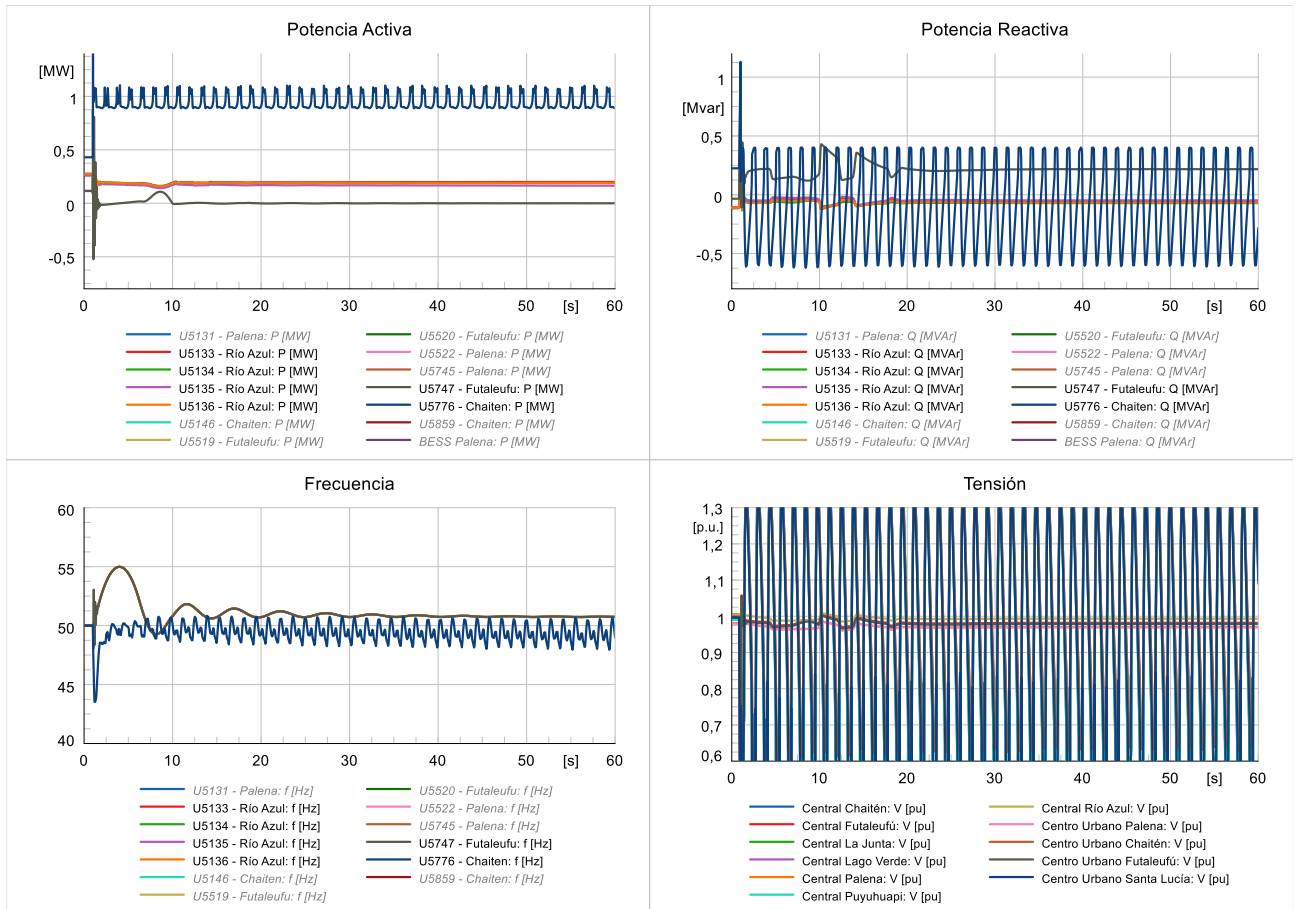 Potencia Activa
[MW]
1
0,5
0
-0,5
0 10 20 30 40 50 [s] 60
U5131 - Palena: P [MW]
U5133 - Río Azul: P [MW]
U5134 - Río Azul: P [MW]
U5135 - Río Azul: P [MW]
U5136 - Río Azul: P [MW]
U5146 - Chaiten: P [MW]
U5519 - Futaleufu: P [MW]
U5520 - Futaleufu: P [MW]
U5522 - Palena: P [MW]
U5745 - Palena: P [MW]
U5747 - Futaleufu: P [MW]
U5776 - Chaiten: P [MW]
U5859 - Chaiten: P [MW]
BESS Palena: P [MW]
Potencia Reactiva
1
[Mvar]
0,5
0
-0,5
0 10 20 30 40 50 [s] 60
U5131 - Palena: Q [MVAr]
U5133 - Río Azul: Q [MVAr]
U5134 - Río Azul: Q [MVAr]
U5135 - Río Azul: Q [MVAr]
U5136 - Río Azul: Q [MVAr]
U5146 - Chaiten: Q [MVAr]
U5519 - Futaleufu: Q [MVAr]
U5520 - Futaleufu: Q [MVAr]
U5522 - Palena: Q [MVAr]
U5745 - Palena: Q [MVAr]
U5747 - Futaleufu: Q [MVAr]
U5776 - Chaiten: Q [MVAr]
U5859 - Chaiten: Q [MVAr]
BESS Palena: Q [MVAr]
Frecuencia
60
55
50
45
40
0 10 20 30 40 50 [s] 60
U5131 - Palena: f [Hz]
U5133 - Río Azul: f [Hz]
U5134 - Río Azul: f [Hz]
U5135 - Río Azul: f [Hz]
U5136 - Río Azul: f [Hz]
U5146 - Chaiten: f [Hz]
U5519 - Futaleufu: f [Hz]
U5520 - Futaleufu: f [Hz]
U5522 - Palena: f [Hz]
U5745 - Palena: f [Hz]
U5747 - Futaleufu: f [Hz]
U5776 - Chaiten: f [Hz]
U5859 - Chaiten: f [Hz]
Tensión
1,3
[p.u.]
1,2
1,1
1
0,9
0,8
0,7
0,6
0 10 20 30 40 50 [s] 60
Central Chaitén: V [pu]
Central Futaleufú: V [pu]
Central La Junta: V [pu]
Central Lago Verde: V [pu]
Central Palena: V [pu]
Central Puyuhuapi: V [pu]
Central Río Azul: V [pu]
Centro Urbano Palena: V [pu]
Centro Urbano Chaitén: V [pu]
Centro Urbano Futaleufú: V [pu]
Centro Urbano Santa Lucía: V [pu]